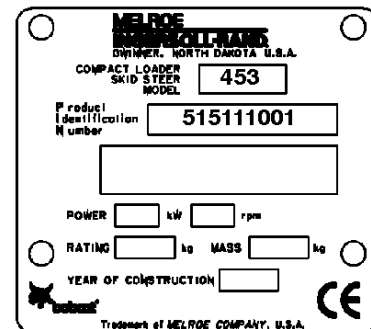 MELROE
INGERSOLL-RAND
GWINNER, NORTH DAKOTA U.S.A.
COMPACT LOADER
SKID STEER
MODEL 453
Product
Identification
Number 515111001
POWER kW rpm
RATING kg MASS kg
YEAR OF CONSTRUCTION
bobcat CE
Trademark of MELROE COMPANY, U.S.A.